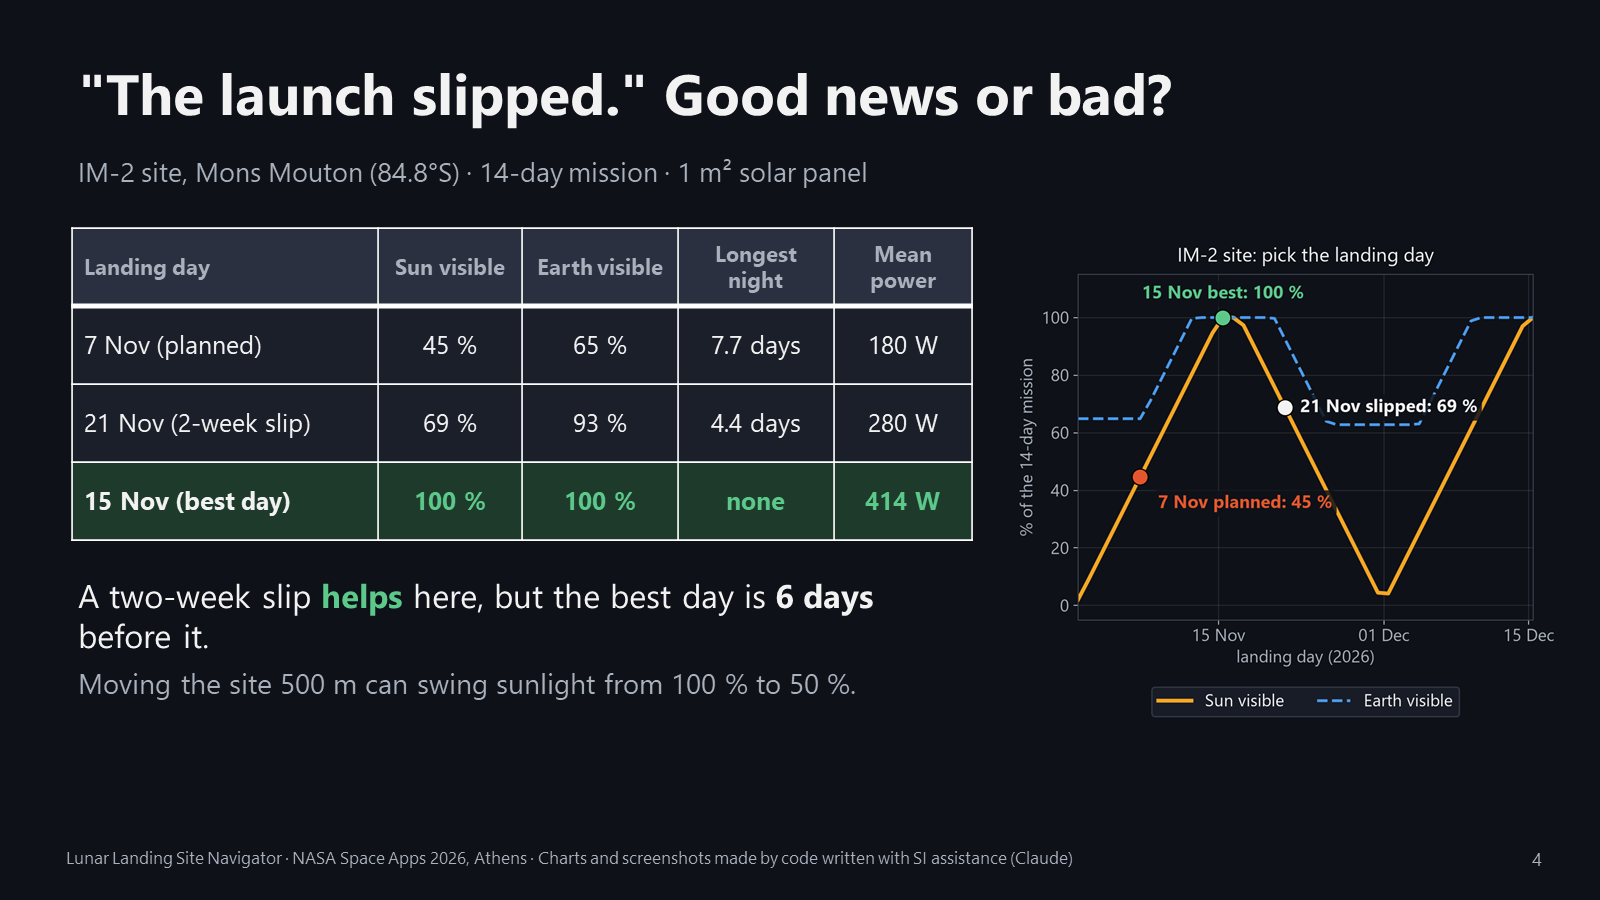 "The launch slipped." Good news or bad?
IM-2 site, Mons Mouton (84.8°S) · 14-day mission · 1 m² solar panel
Landing day Sun visible Earth visible Longest night Mean power
7 Nov (planned) 45 % 65 % 7.7 days 180 W
21 Nov (2-week slip) 69 % 93 % 4.4 days 280 W
15 Nov (best day) 100 % 100 % none 414 W
A two-week slip helps here, but the best day is 6 days
before it.
Moving the site 500 m can swing sunlight from 100 % to 50 %.
IM-2 site: pick the landing day
15 Nov best: 100 %
21 Nov slipped: 69 %
7 Nov planned: 45 %
% of the 14-day mission
100
80
60
40
20
0
15 Nov 01 Dec 15 Dec
landing day (2026)
Sun visible Earth visible
Lunar Landing Site Navigator · NASA Space Apps 2026, Athens · Charts and screenshots made by code written with SI assistance (Claude)
4